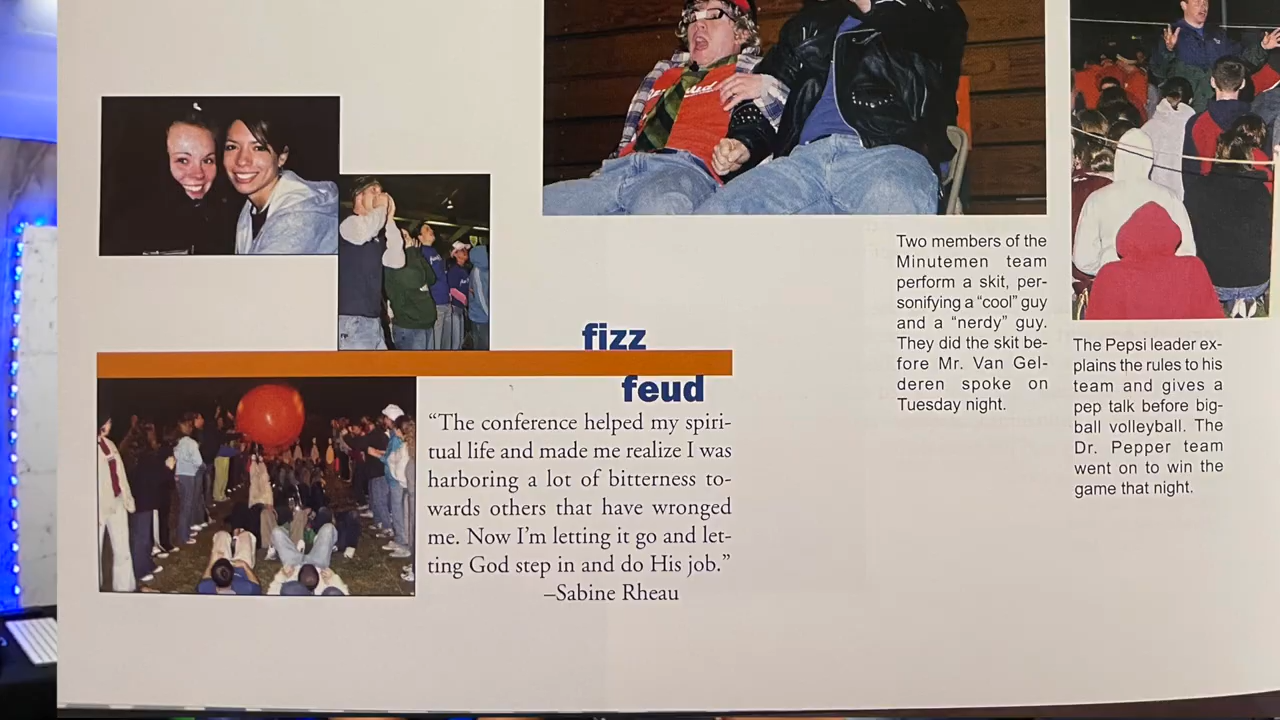 fizz
feud
“The conference helped my spiri-
tual life and made me realize I was
harboring a lot of bitterness to-
wards others that have wronged
me. Now I’m letting it go and let-
ting God step in and do His job.”
–Sabine Rheau
Two members of the
Minutemen team
perform a skit, per-
sonifying a “cool” guy
and a “nerdy” guy.
They did the skit be-
fore Mr. Van Gel-
deren spoke on
Tuesday night.
The Pepsi leader ex-
plains the rules to his
team and gives a
pep talk before big-
ball volleyball. The
Dr. Pepper team
went on to win the
game that night.